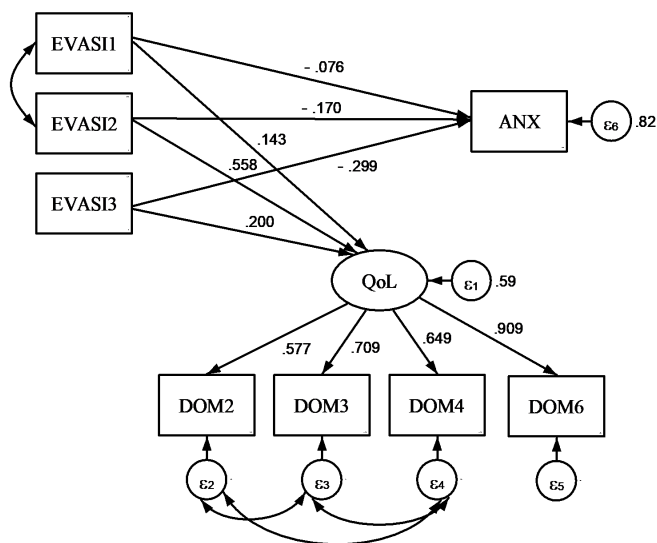 EVASI1
- .076
EVASI2
- .170
ANX
ε6
.82
.143
.558
- .299
EVASI3
.200
QoL
ε1
.59
.577
.709
.649
.909
DOM2
DOM3
DOM4
DOM6
ε2
ε3
ε4
ε5